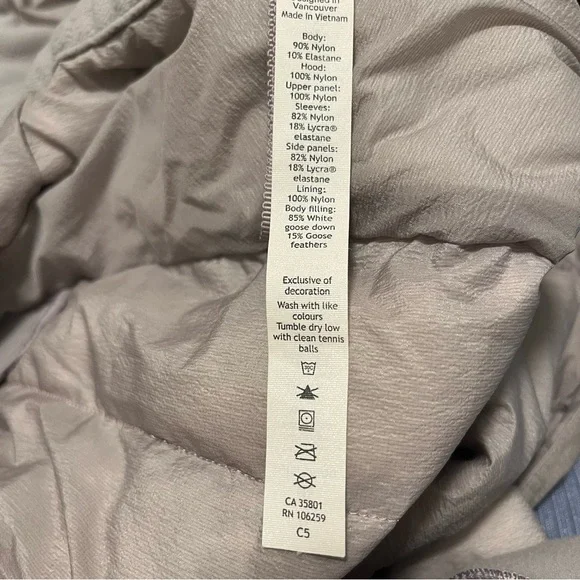 Designed in
Vancouver
Made in Vietnam
Body:
90% Nylon
10% Elastane
Hood:
100% Nylon
Upper panel:
100% Nylon
Sleeves:
82% Nylon
18% Lycra®
elastane
Side panels:
82% Nylon
18% Lycra®
elastane
Lining:
100% Nylon
Body filling:
85% White
goose down
15% Goose
feathers
Exclusive of
decoration
Wash with like
colours
Tumble dry low
with clean tennis
balls
CA 35801
RN 106259
C5